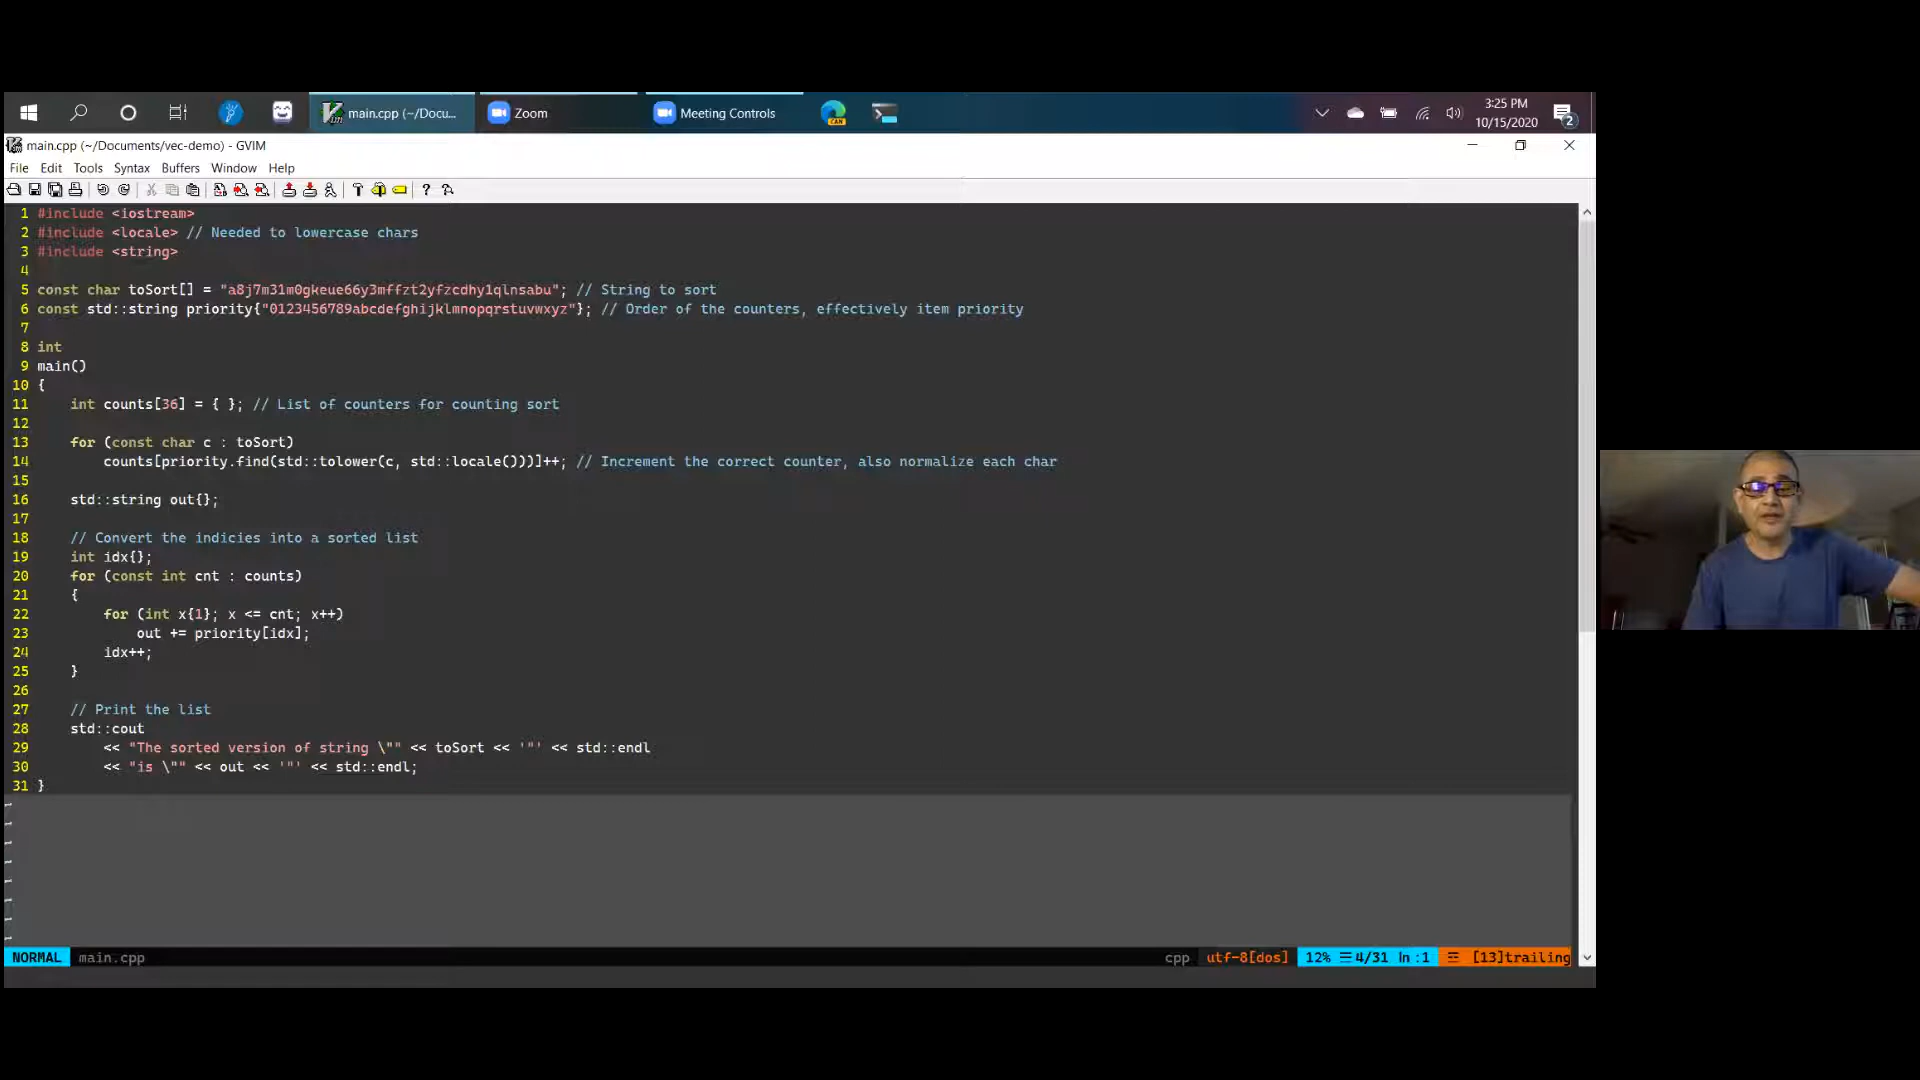 main.cpp (~/Docu...
Zoom
Meeting Controls
CAN
3:25 PM
10/15/2020
2
main.cpp (~/Documents/vec-demo) - GVIM
File Edit Tools Syntax Buffers Window Help
1 #include <iostream>
2 #include <locale> // Needed to lowercase chars
3 #include <string>
4
5 const char toSort[] = "a8j7m31m0gkeue66y3mffzt2yfzcdhy1qlnsabu"; // String to sort
6 const std::string priority{"0123456789abcdefghijklmnopqrstuvwxyz"}; // Order of the counters, effectively item priority
7
8 int
9 main()
10 {
11 int counts[36] = { }; // List of counters for counting sort
12
13 for (const char c : toSort)
14 counts[priority.find(std::tolower(c, std::locale()))]++; // Increment the correct counter, also normalize each char
15
16 std::string out{};
17
18 // Convert the indicies into a sorted list
19 int idx{};
20 for (const int cnt : counts)
21 {
22 for (int x{1}; x <= cnt; x++)
23 out += priority[idx];
24 idx++;
25 }
26
27 // Print the list
28 std::cout
29 << "The sorted version of string \"" << toSort << '"' << std::endl
30 << "is \"" << out << '"' << std::endl;
31 }
~
~
~
~
~
~
~
~
NORMAL main.cpp cpp utf-8[dos] 12% ☰ 4/31 ln :1 ☲ [13]trailing